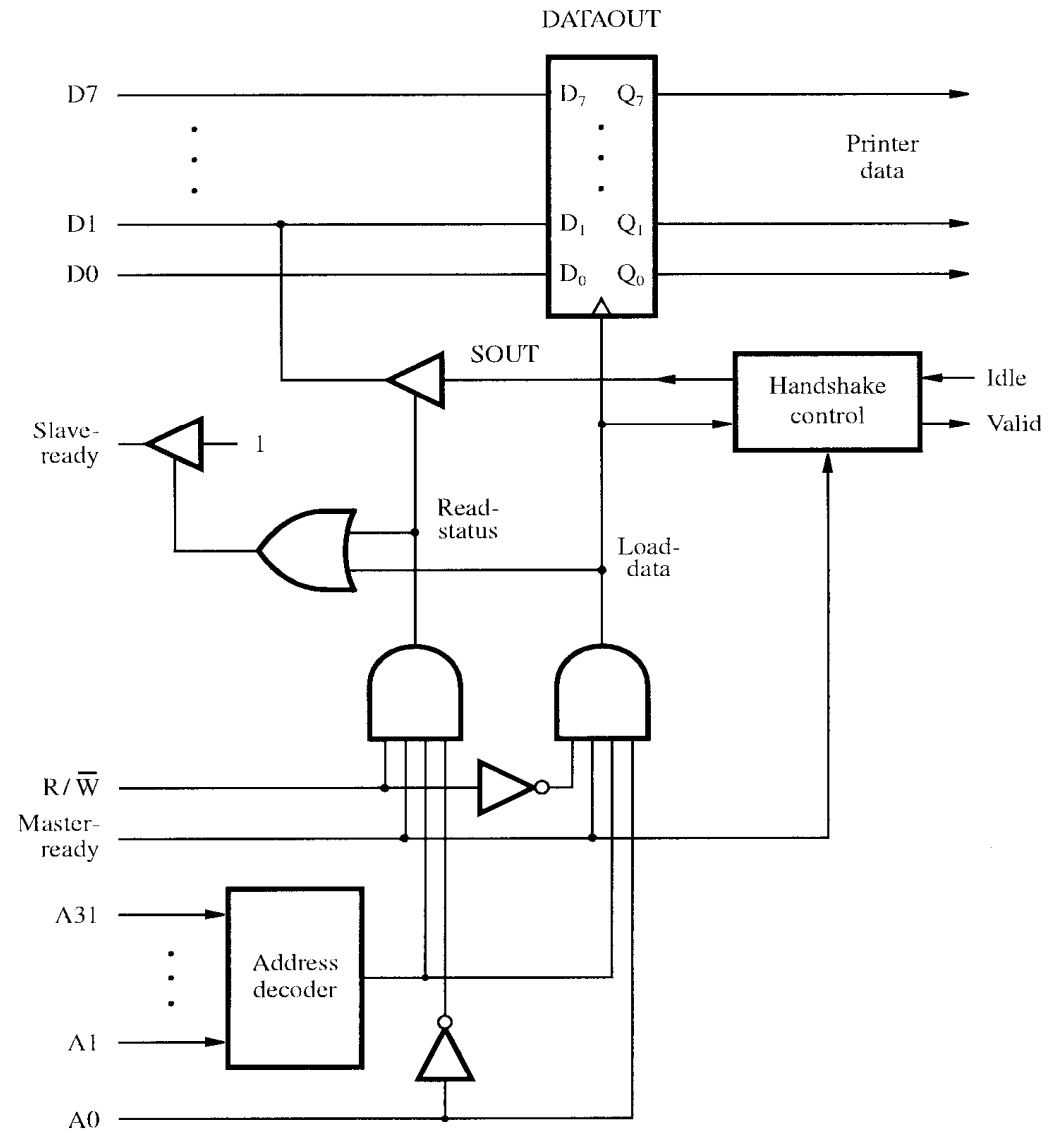 DATAOUT
D7
D₇
Q₇
Printer
data
D1
D₁
Q₁
D0
D₀
Q₀
SOUT
Handshake
control
Idle
Valid
Slave-
ready
1
Read-
status
Load-
data
R / W̅
Master-
ready
A31
Address
decoder
A1
A0